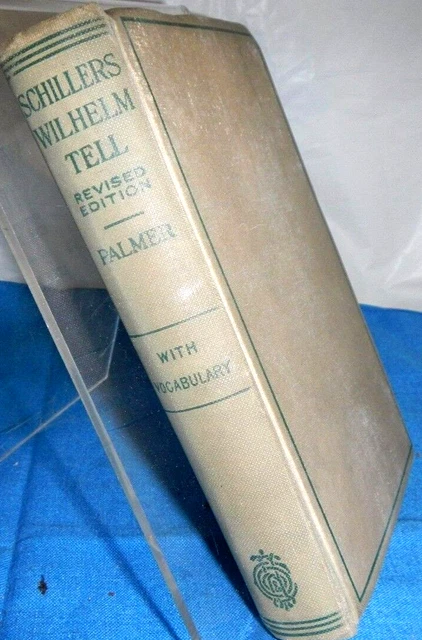 SCHILLERS
WILHELM
TELL
REVISED
EDITION
PALMER
WITH
VOCABULARY